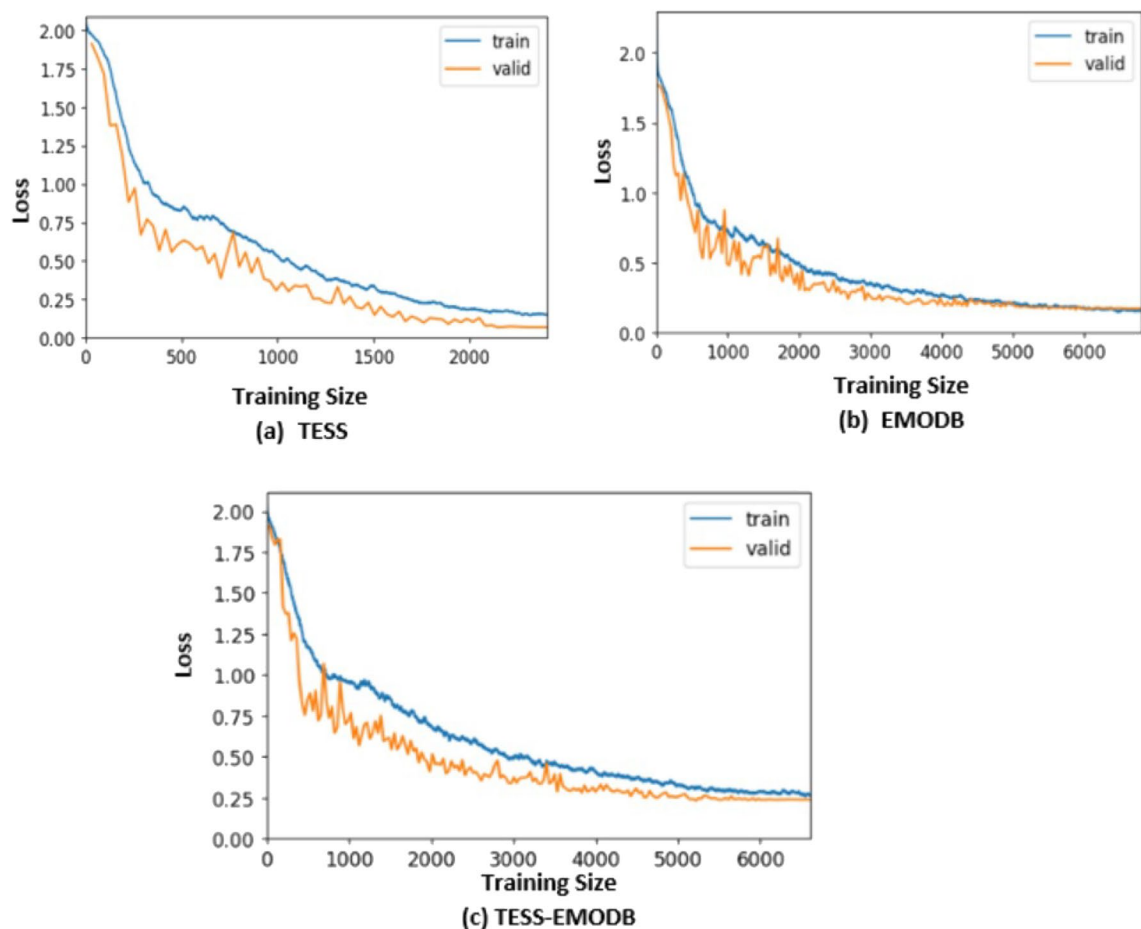 2.00
1.75
1.50
1.25
1.00
0.75
0.50
0.25
0.00
Loss
train
valid
0 500 1000 1500 2000
Training Size
(a) TESS
2.0
1.5
1.0
0.5
0.0
Loss
train
valid
0 1000 2000 3000 4000 5000 6000
Training Size
(b) EMODB
2.00
1.75
1.50
1.25
1.00
0.75
0.50
0.25
0.00
Loss
train
valid
0 1000 2000 3000 4000 5000 6000
Training Size
(c) TESS-EMODB